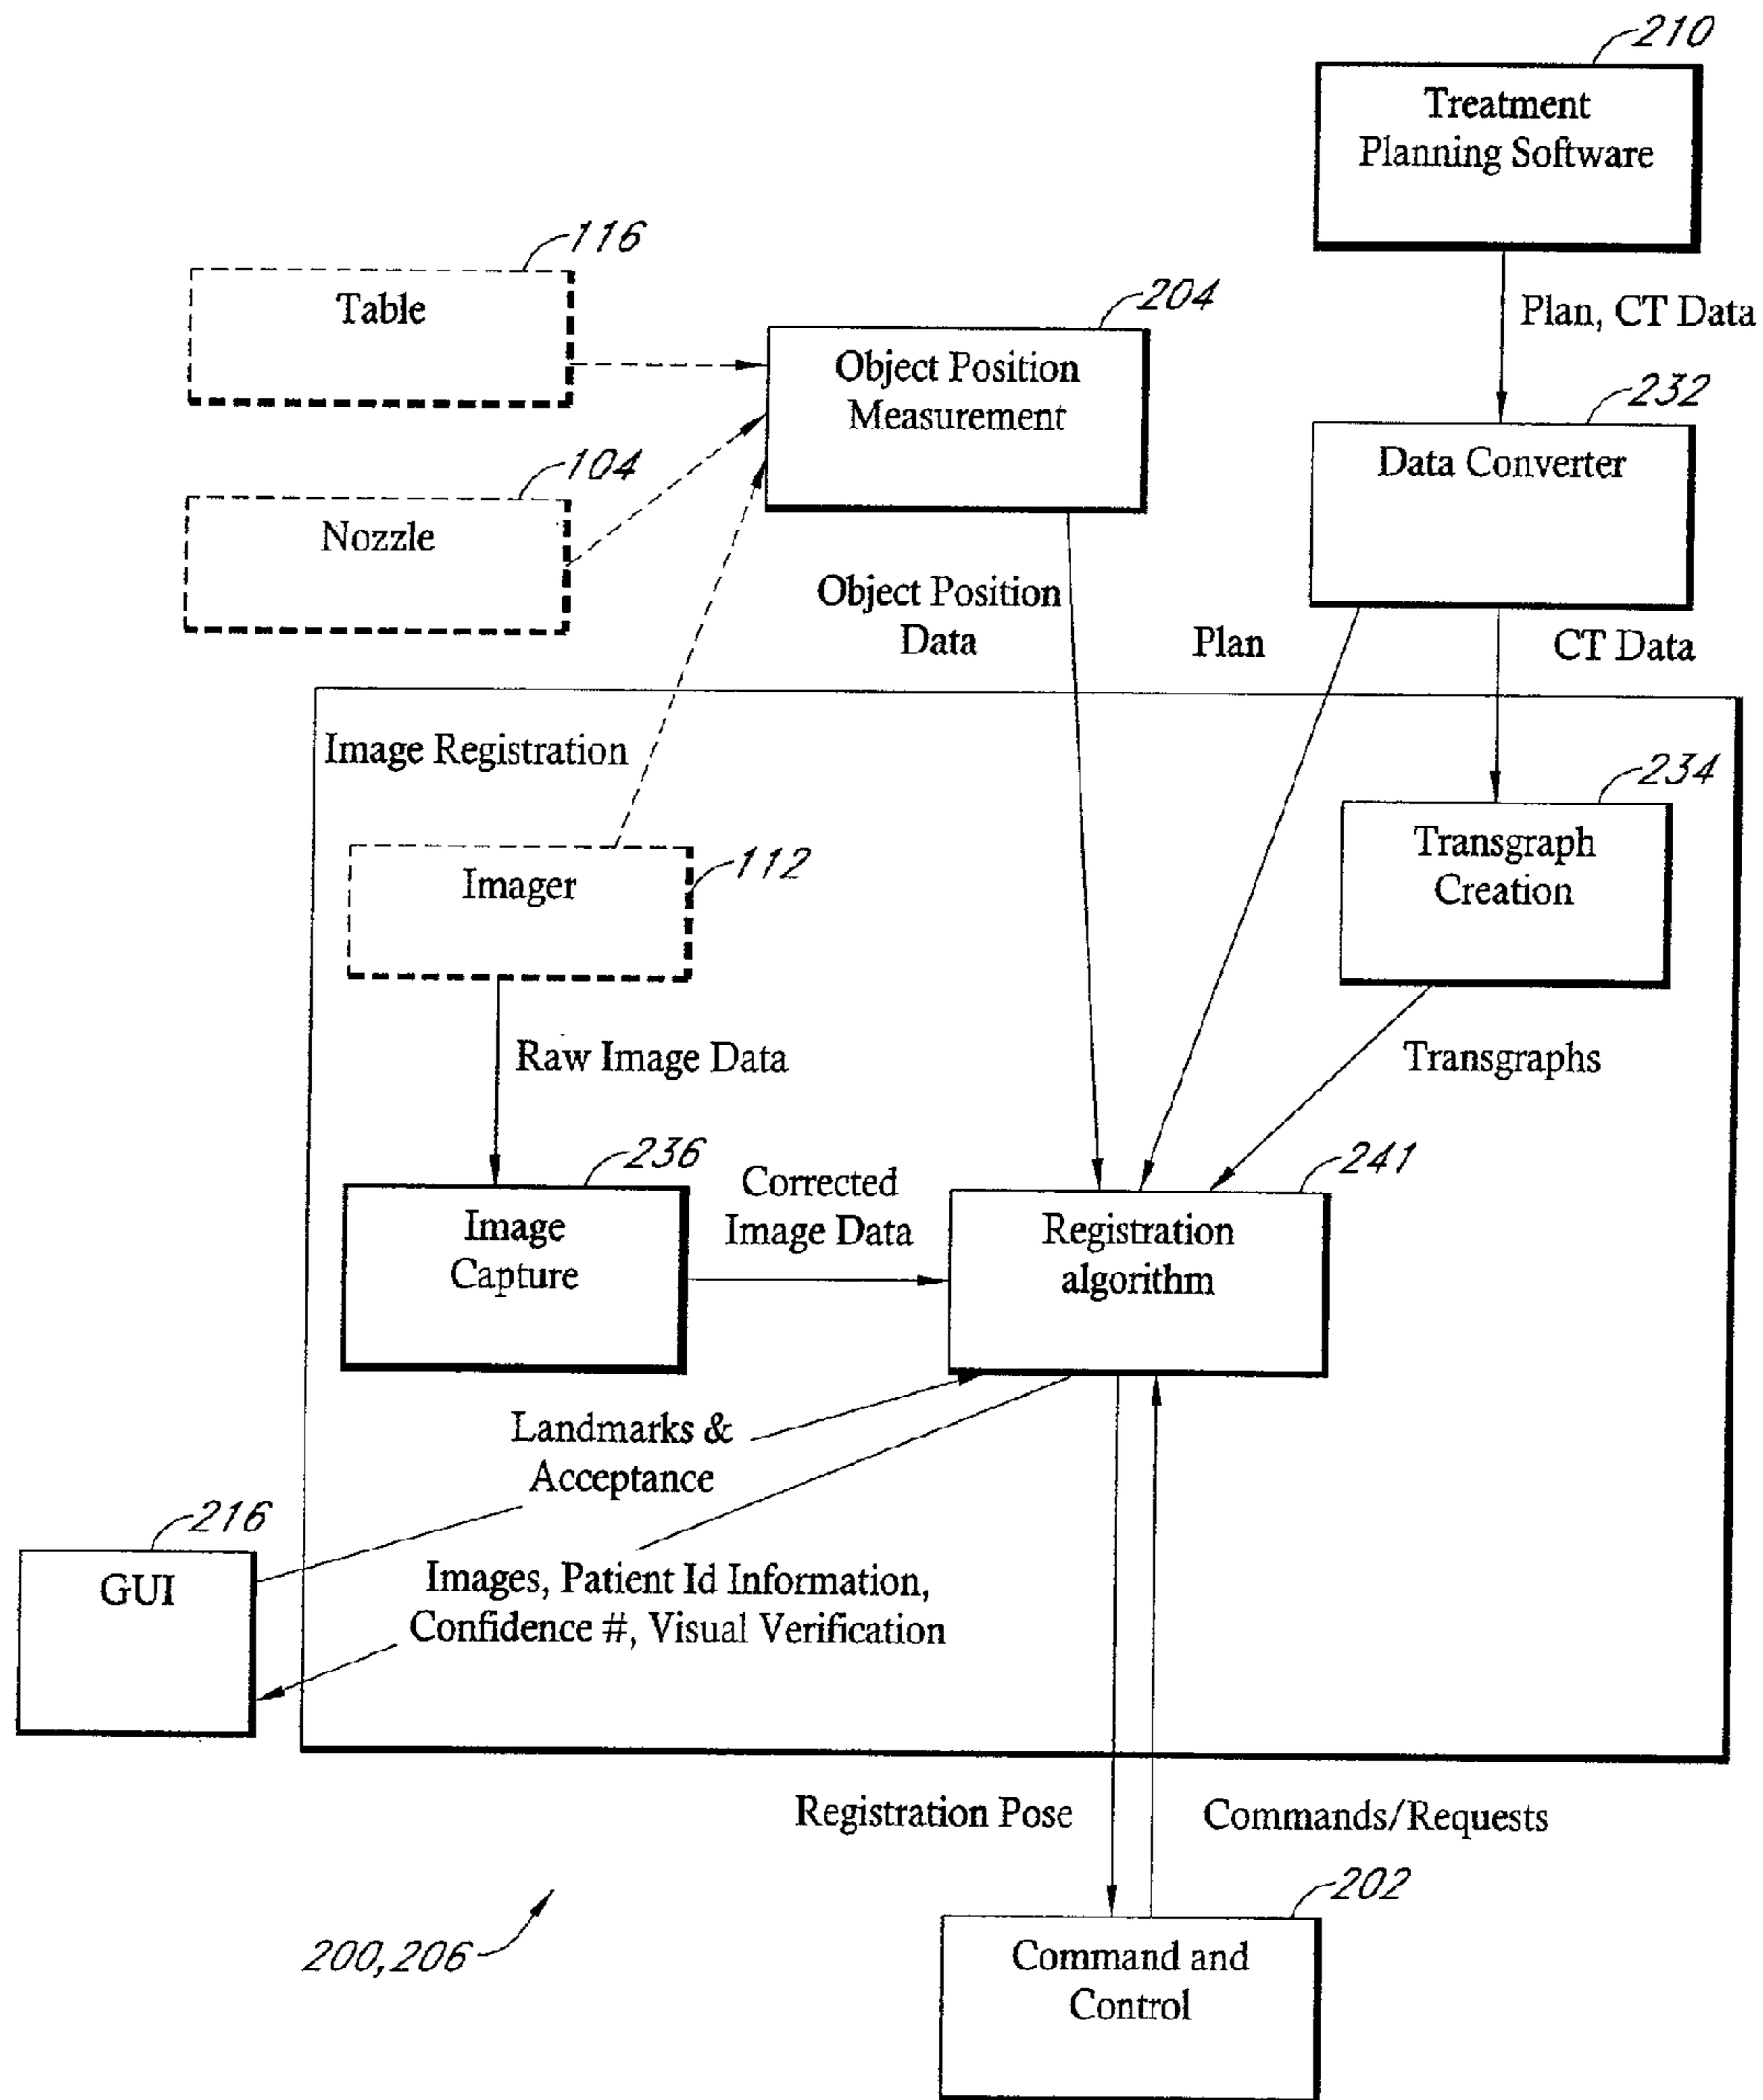 210
Treatment
Planning Software
116
Table
204
Plan, CT Data
Object Position
Measurement
232
Data Converter
104
Nozzle
Object Position
Data
Plan
CT Data
Image Registration
234
Transgraph
Creation
112
Imager
Raw Image Data
Transgraphs
236
Image
Capture
Corrected
Image Data
241
Registration
algorithm
Landmarks &
Acceptance
216
GUI
Images, Patient Id Information,
Confidence #, Visual Verification
Registration Pose
Commands/Requests
202
Command and
Control
200, 206